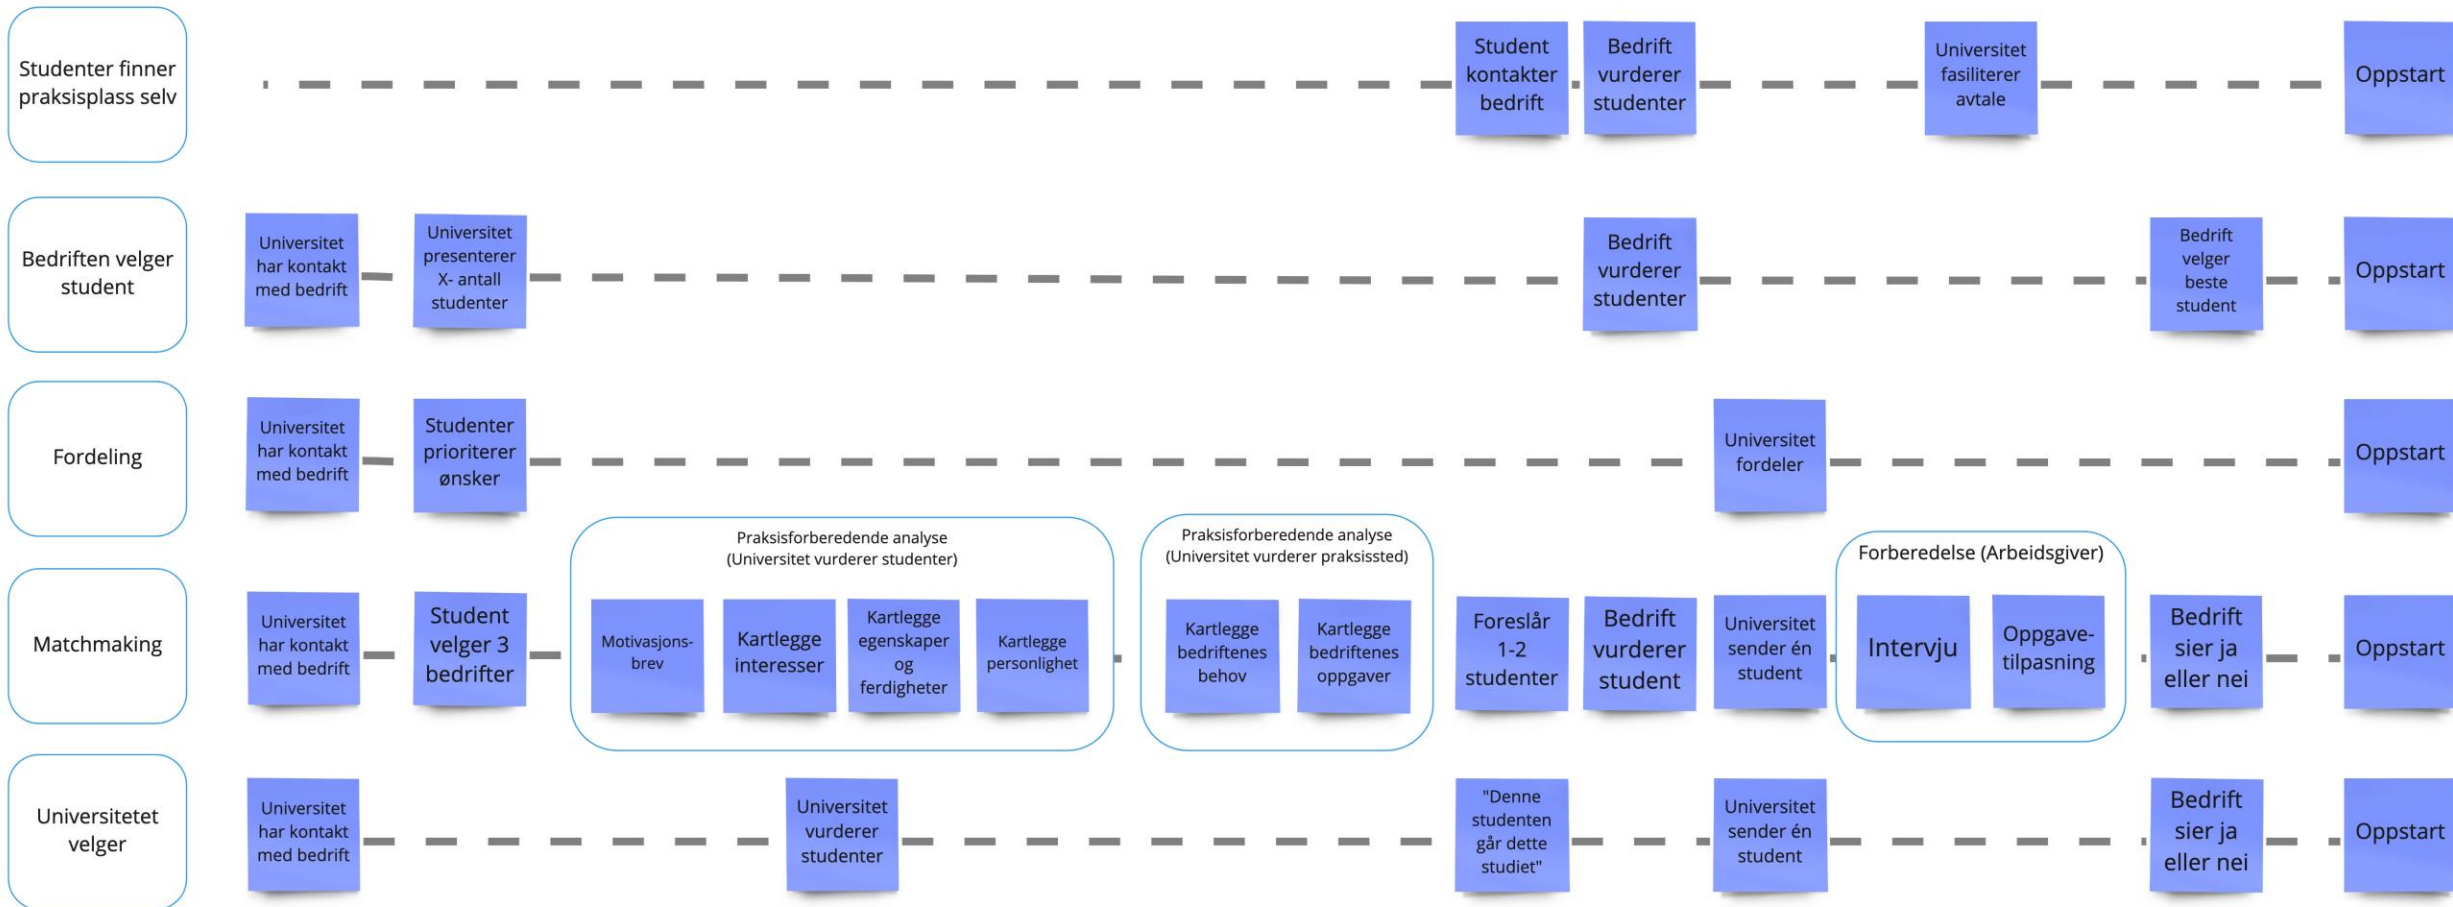 Studenter finner
praksisplass selv
Student
kontakter
bedrift
Bedrift
vurderer
studenter
Universitet
fasiliterer
avtale
Oppstart
Bedriften velger
student
Universitet
har kontakt
med bedrift
Universitet
presenterer
X- antall
studenter
Bedrift
vurderer
studenter
Bedrift
velger
beste
student
Oppstart
Fordeling
Universitet
har kontakt
med bedrift
Studenter
prioriterer
ønsker
Universitet
fordeler
Oppstart
Matchmaking
Universitet
har kontakt
med bedrift
Student
velger 3
bedrifter
Praksisforberedende analyse
(Universitet vurderer studenter)
Motivasjons-
brev
Kartlegge
interesser
Kartlegge
egenskaper
og
ferdigheter
Kartlegge
personlighet
Praksisforberedende analyse
(Universitet vurderer praksissted)
Kartlegge
bedriftenes
behov
Kartlegge
bedriftenes
oppgaver
Foreslår
1-2
studenter
Bedrift
vurderer
student
Universitet
sender én
student
Forberedelse (Arbeidsgiver)
Intervju
Oppgave-
tilpasning
Bedrift
sier ja
eller nei
Oppstart
Universitetet
velger
Universitet
har kontakt
med bedrift
Universitet
vurderer
studenter
"Denne
studenten
går dette
studiet"
Universitet
sender én
student
Bedrift
sier ja
eller nei
Oppstart